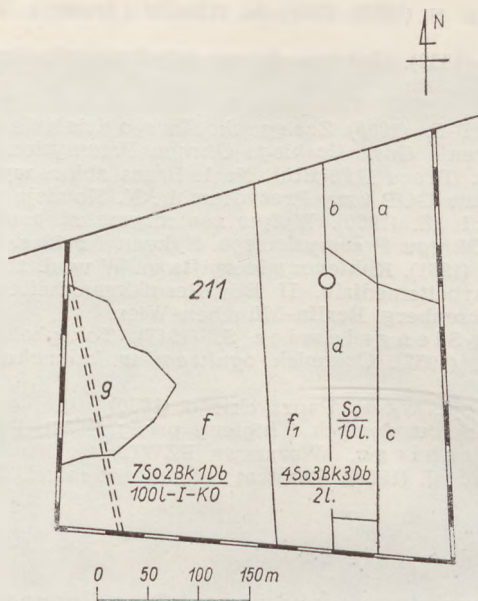 N
b
a
211
d
g
f
f₁
So
10l.
c
7So2Bk1Db
100l-I-KO
4So3Bk3Db
2l.
0 50 100 150m